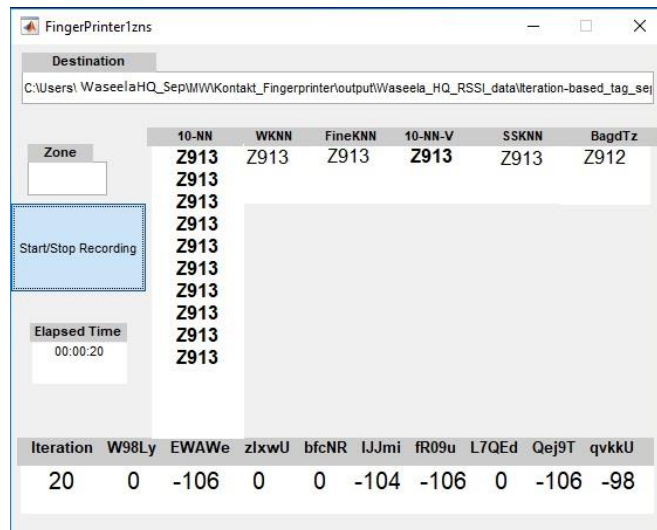 FingerPrinter1zns
Destination
C:\Users\ WaseelaHQ_Sep\MW\Kontakt_Fingerprinter\output\Waseela_HQ_RSSI_data\Iteration-based_tag_sep
10-NN WKNN FineKNN 10-NN-V SSKNN BagdTz
Zone
Z913 Z913 Z913 Z913 Z913 Z912
Z913
Z913
Z913
Start/Stop Recording
Z913
Z913
Z913
Z913
Z913
Z913
Elapsed Time
00:00:20
Iteration W98Ly EWAWe zIxwU bfcNR IJJmi fR09u L7QEd Qej9T qvkkU
20 0 -106 0 0 -104 -106 0 -106 -98